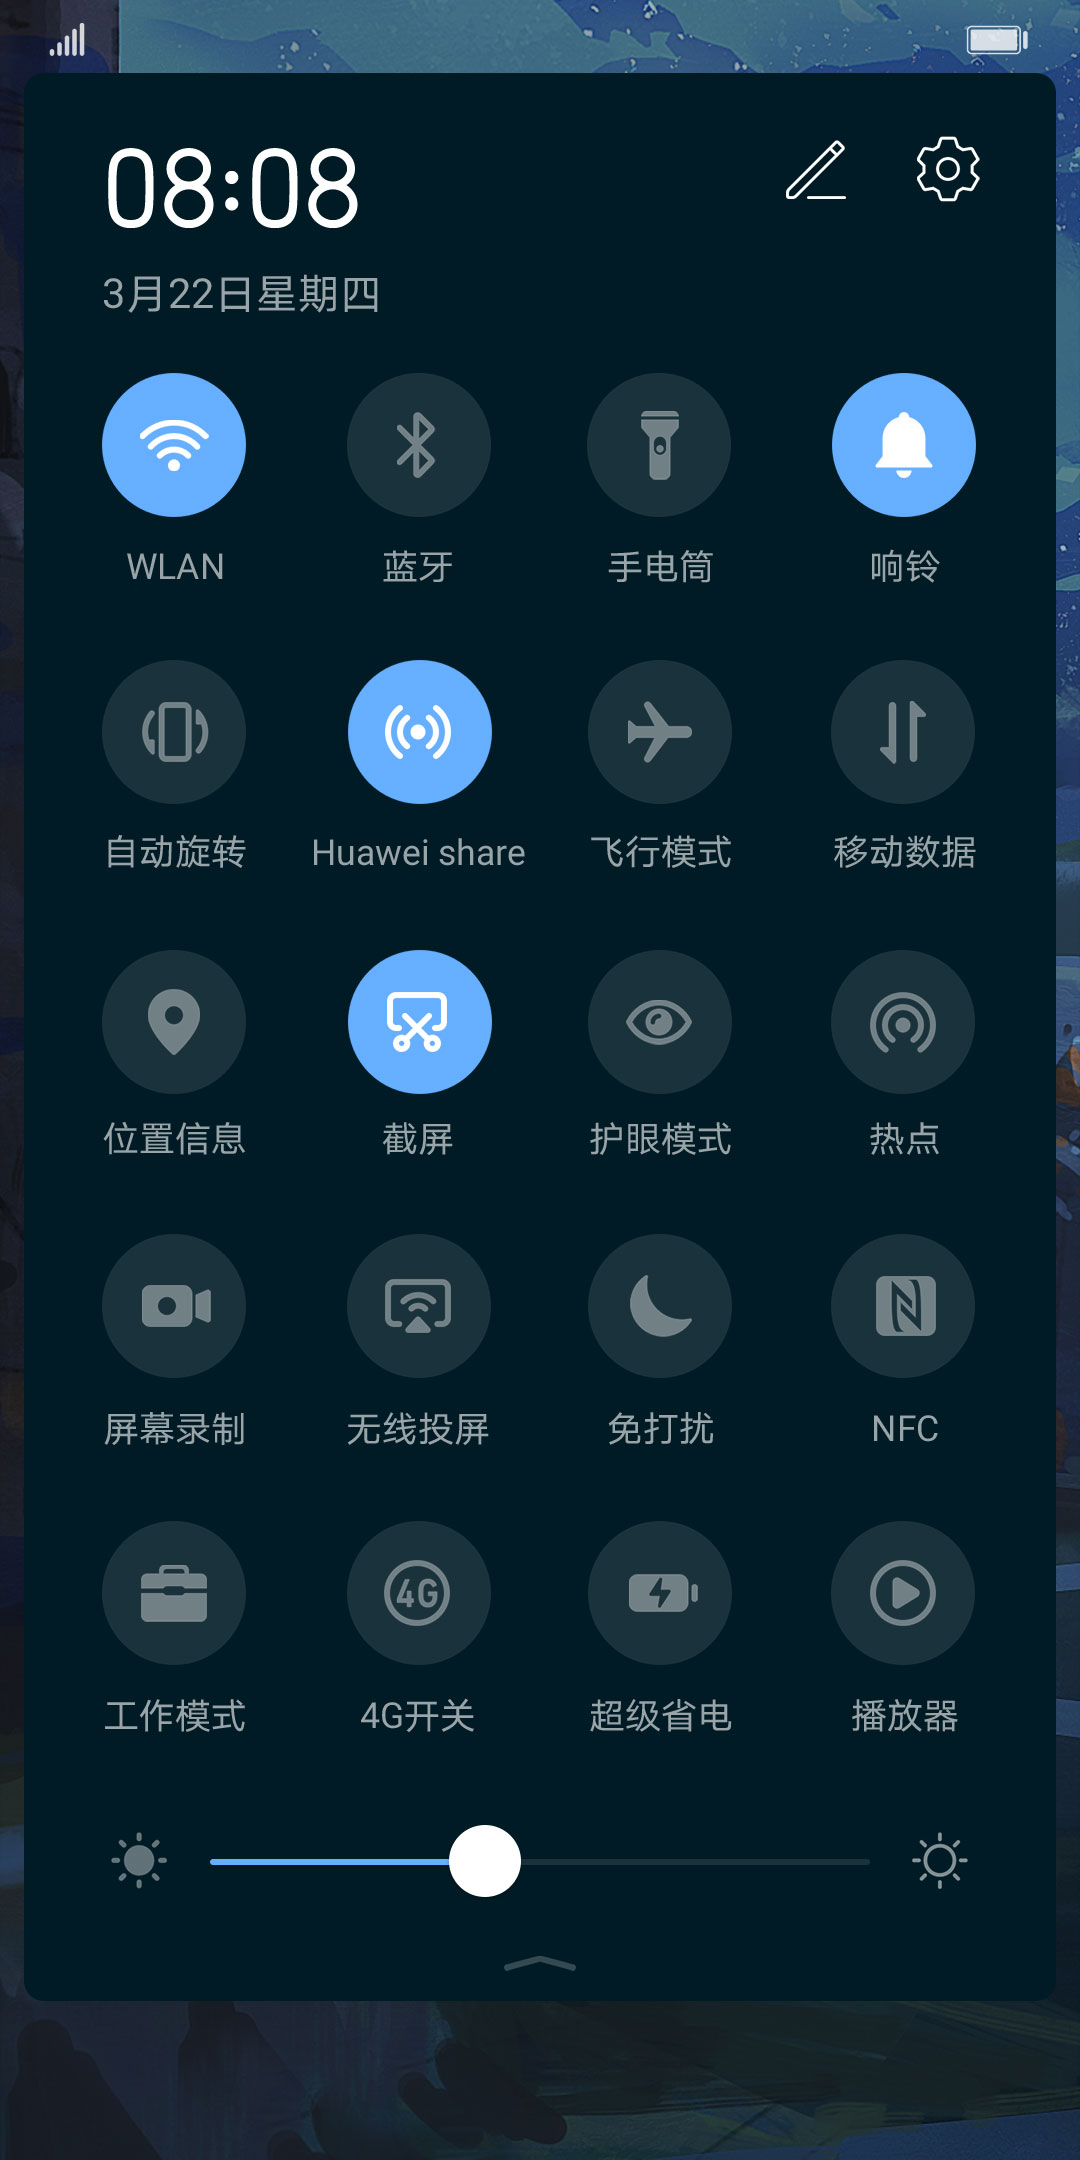 08:08
3月22日星期四
WLAN 蓝牙 手电筒 响铃
自动旋转 Huawei share 飞行模式 移动数据
位置信息 截屏 护眼模式 热点
屏幕录制 无线投屏 免打扰 NFC
4G
工作模式 4G开关 超级省电 播放器